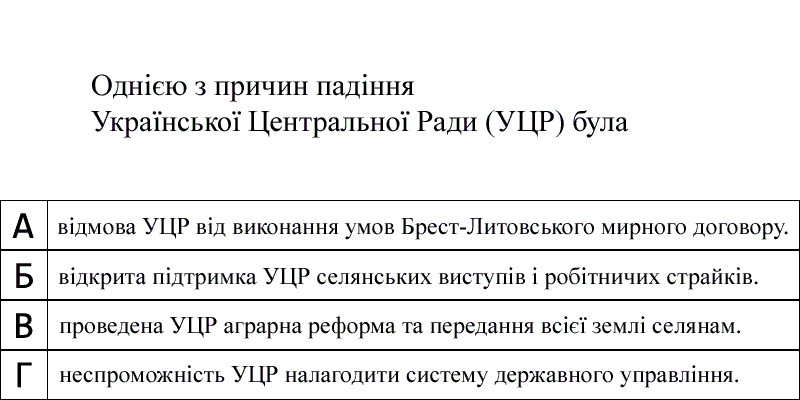 Однією з причин падіння
Української Центральної Ради (УЦР) була
А відмова УЦР від виконання умов Брест-Литовського мирного договору.
Б відкрита підтримка УЦР селянських виступів і робітничих страйків.
В проведена УЦР аграрна реформа та передання всієї землі селянам.
Г неспроможність УЦР налагодити систему державного управління.